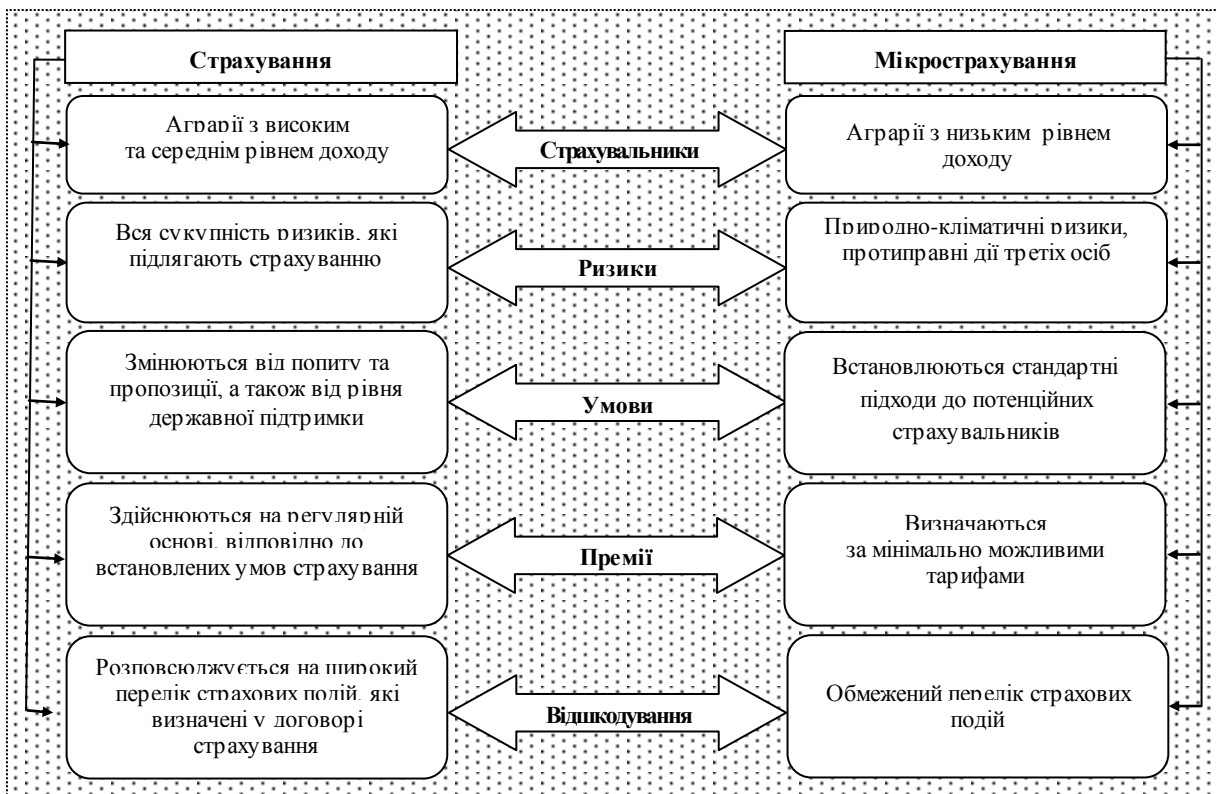 Страхування
Мікрострахування
Аграрії з високим
та середнім рівнем доходу
Страхувальники
Аграрії з низьким рівнем
доходу
Вся сукупність ризиків, які
підлягають страхуванню
Ризики
Природно-кліматичні ризики,
протиправні дії третіх осіб
Змінюються від попиту та
пропозиції, а також від рівня
державної підтримки
Умови
Встановлюються стандартні
підходи до потенційних
страхувальників
Здійснюються на регулярній
основі, відповідно до
встановлених умов страхування
Премії
Визначаються
за мінімально можливими
тарифами
Розповсюджується на широкий
перелік страхових подій, які
визначені у договорі
страхування
Відшкодування
Обмежений перелік страхових
подій